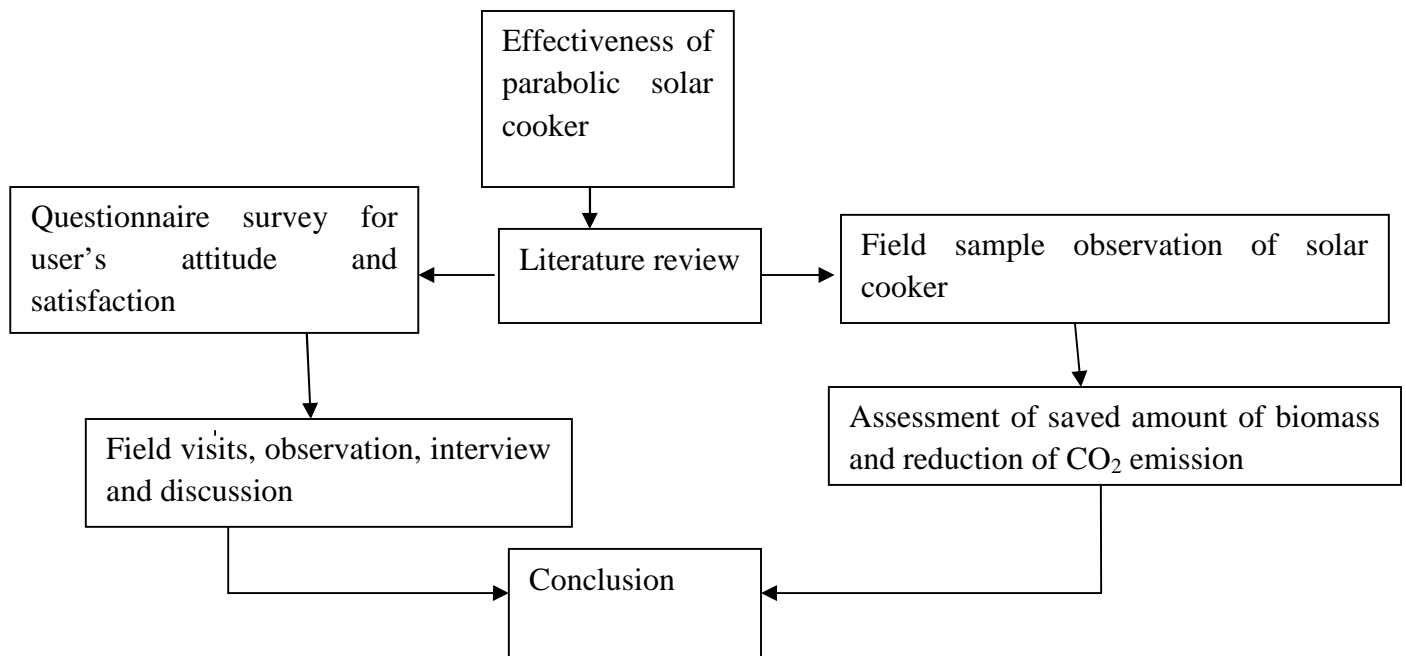 Effectiveness of
parabolic solar
cooker
Questionnaire survey for
user’s attitude and
satisfaction
Literature review
Field sample observation of solar
cooker
Field visits, observation, interview
and discussion
Assessment of saved amount of biomass
and reduction of CO₂ emission
Conclusion